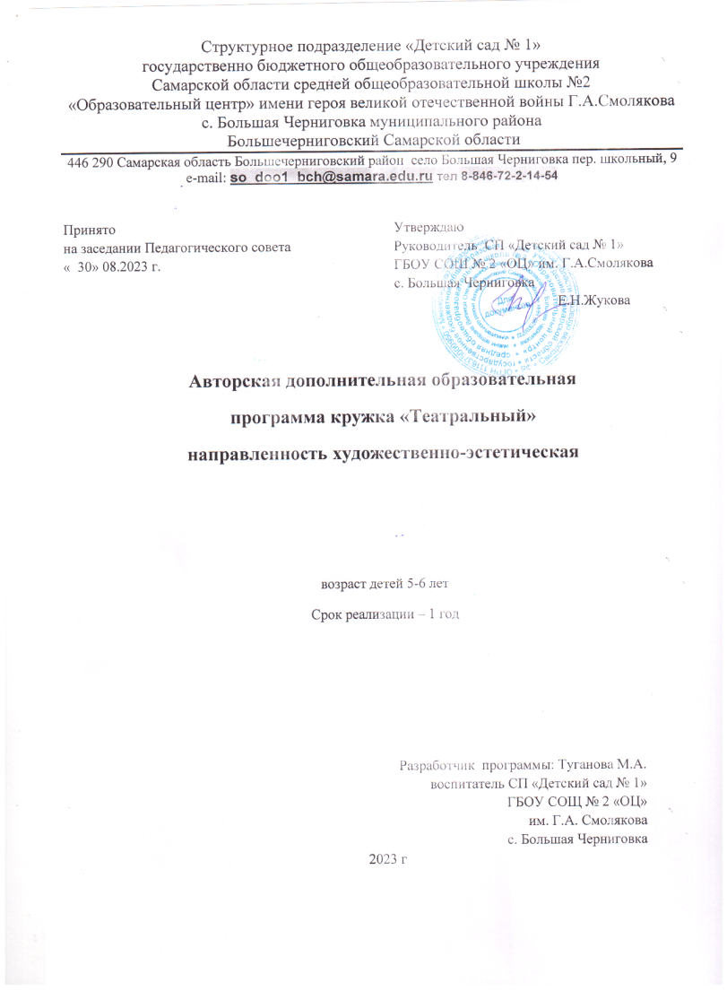 Структурное подразделение «Детский сад № 1»
государственно бюджетного общеобразовательного учреждения
Самарской области средней общеобразовательной школы №2
«Образовательный центр» имени героя великой отечественной войны Г.А.Смолякова
с. Большая Черниговка муниципального района
Большечерниговский Самарской области
446 290 Самарская область Большечерниговский район село Большая Черниговка пер. школьный, 9
e-mail: so_doo1_bch@samara.edu.ru тел 8-846-72-2-14-54
Принято
на заседании Педагогического совета
« 30» 08.2023 г.
Утверждаю
Руководитель СП «Детский сад № 1»
ГБОУ СОШ № 2 «ОЦ» им. Г.А.Смолякова
с. Большая Черниговка
Е.Н.Жукова
Для
документов
Авторская дополнительная образовательная
программа кружка «Театральный»
направленность художественно-эстетическая
возраст детей 5-6 лет
Срок реализации – 1 год
Разработчик программы: Туганова М.А.
воспитатель СП «Детский сад № 1»
ГБОУ СОЩ № 2 «ОЦ»
им. Г.А. Смолякова
с. Большая Черниговка
2023 г